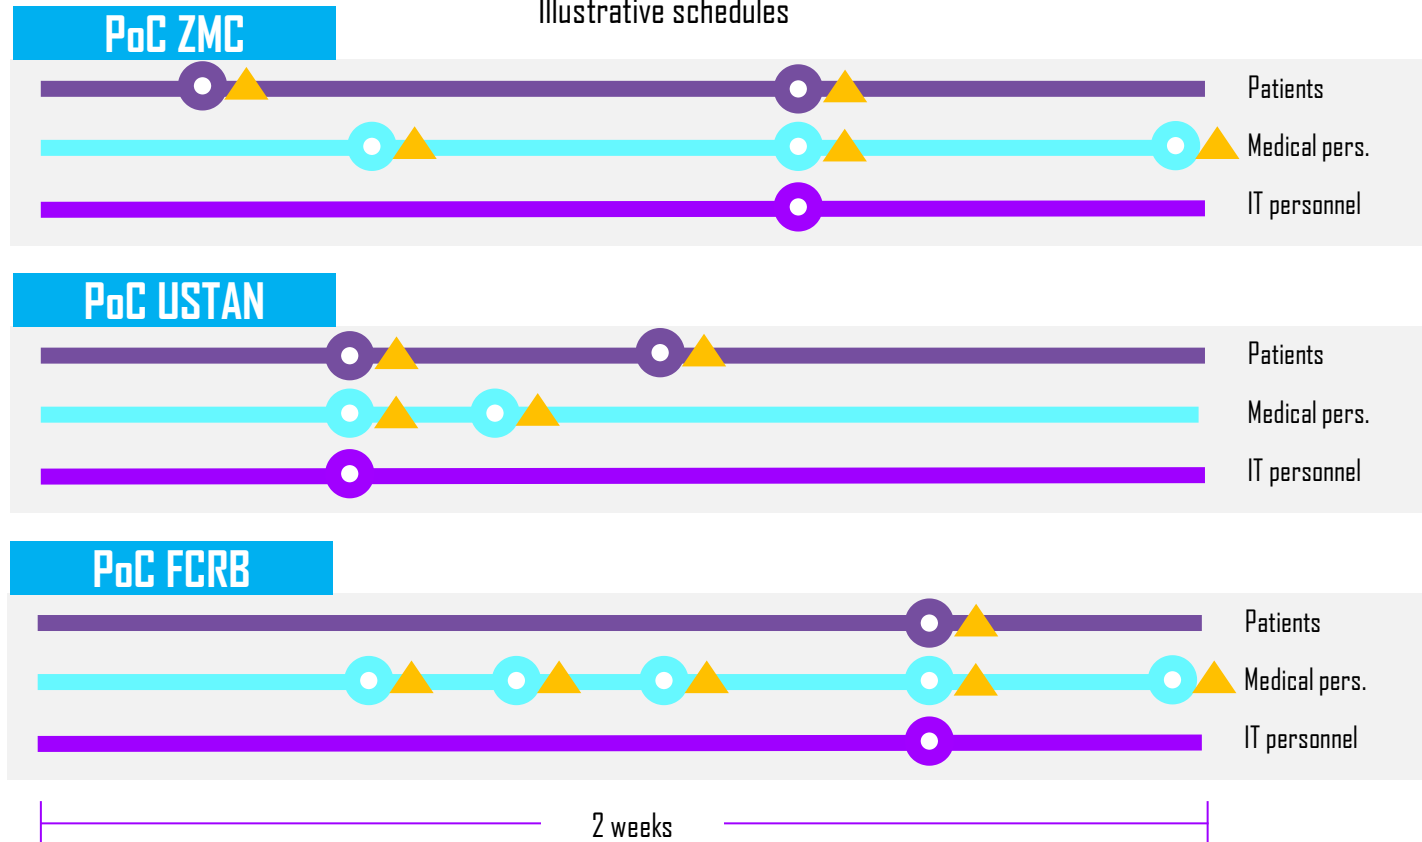 Illustrative schedules
PoC ZMC
Patients
Medical pers.
IT personnel
PoC USTAN
Patients
Medical pers.
IT personnel
PoC FCRB
Patients
Medical pers.
IT personnel
2 weeks